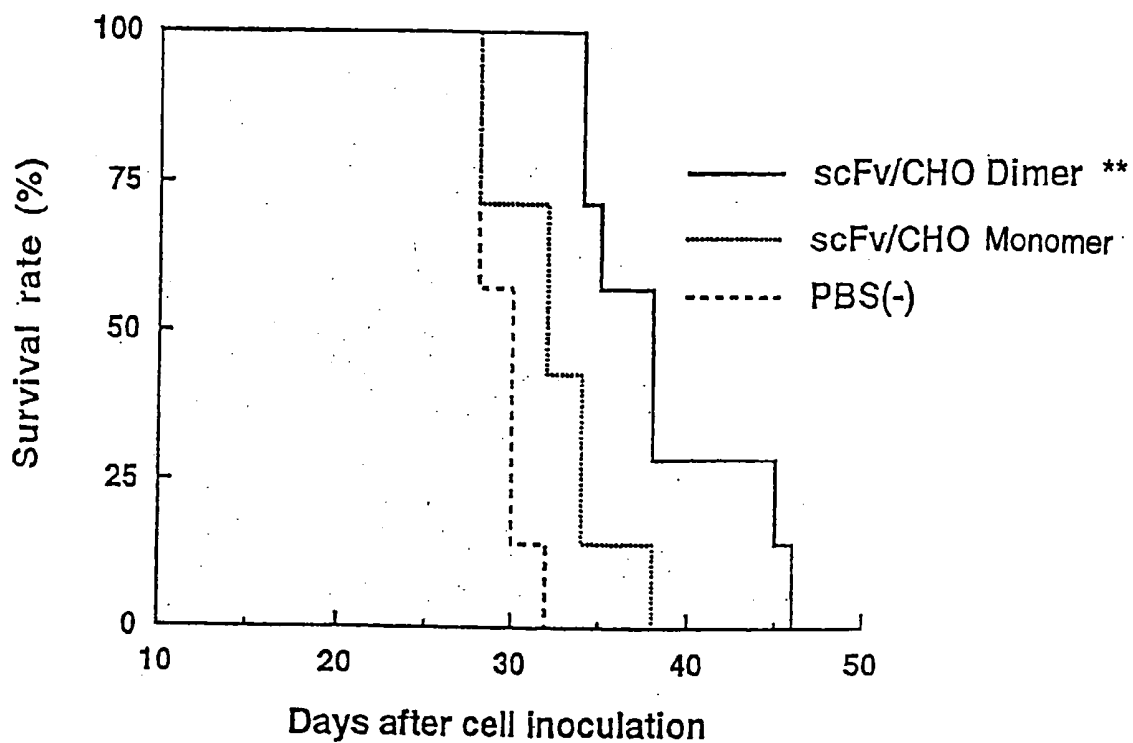 100
75
50
25
0
Survival rate (%)
scFv/CHO Dimer **
scFv/CHO Monomer
PBS(-)
10 20 30 40 50
Days after cell inoculation